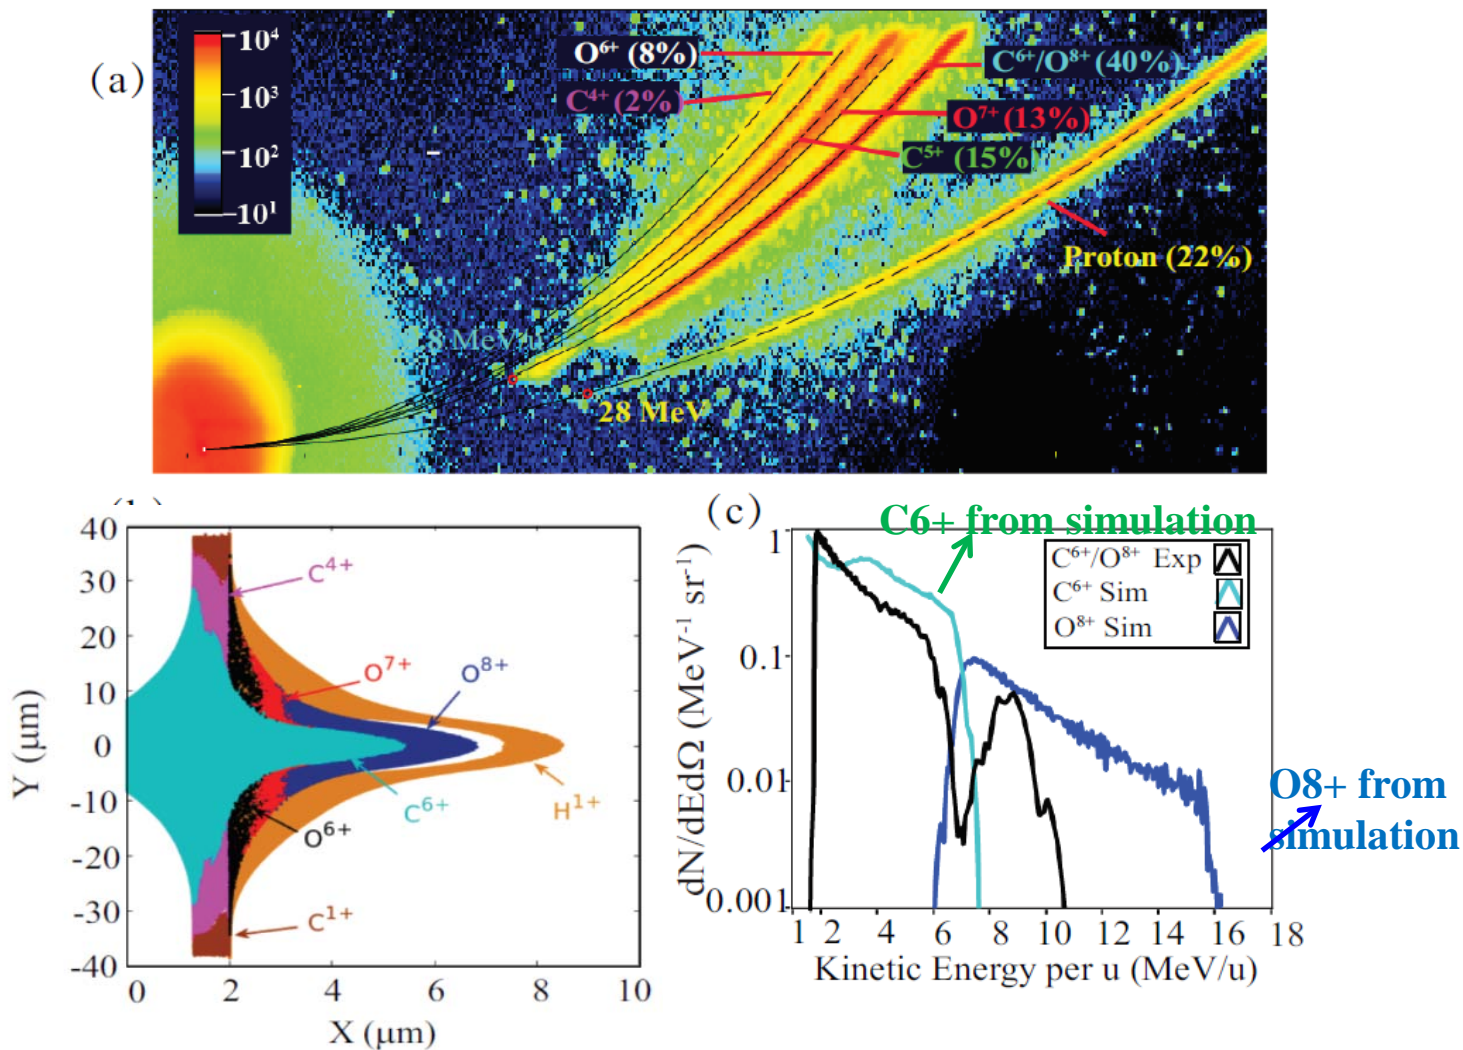 (a)
10⁴
10³
10²
10¹
O⁶⁺ (8%)
C⁴⁺ (2%)
C⁶⁺/O⁸⁺ (40%)
O⁷⁺ (13%)
C⁵⁺ (15%
Proton (22%)
8 MeV/u
28 MeV
40
30
20
10
0
-10
-20
-30
-40
Y (μm)
C⁴⁺
O⁷⁺
O⁸⁺
C⁶⁺
H¹⁺
O⁶⁺
C¹⁺
0 2 4 6 8 10
X (μm)
(c)
C6+ from simulation
C⁶⁺/O⁸⁺ Exp
C⁶⁺ Sim
O⁸⁺ Sim
1
0.1
0.01
0.001
dN/dEdΩ (MeV⁻¹ sr⁻¹)
O8+ from
simulation
1 2 4 6 8 10 12 14 16 18
Kinetic Energy per u (MeV/u)